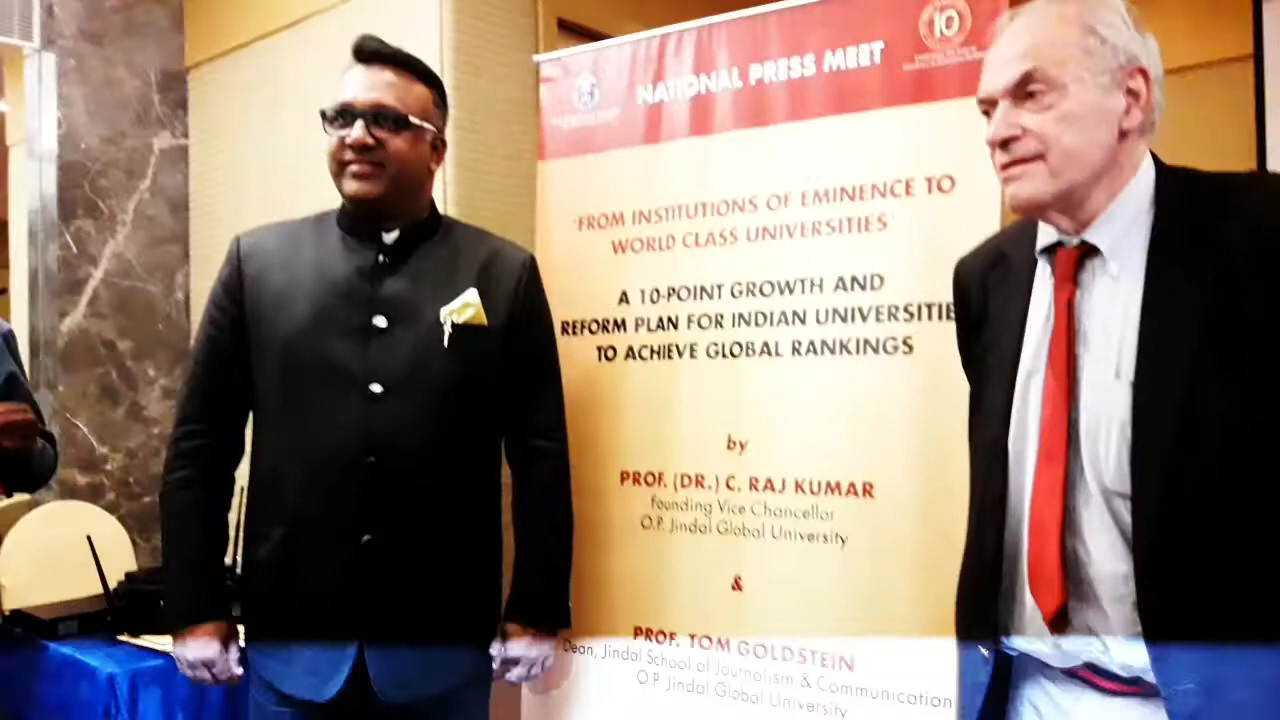 10
NATIONAL PRESS MEET
'FROM INSTITUTIONS OF EMINENCE TO
WORLD CLASS UNIVERSITIES'
A 10-POINT GROWTH AND
REFORM PLAN FOR INDIAN UNIVERSITIE
TO ACHIEVE GLOBAL RANKINGS
by
PROF. (DR.) C. RAJ KUMAR
Founding Vice Chancellor
O.P. Jindal Global University
&
PROF. TOM GOLDSTEIN
Dean, Jindal School of Journalism & Communication
O.P. Jindal Global University